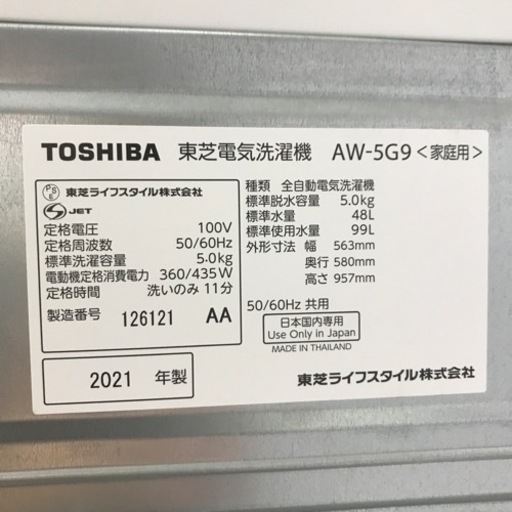 TOSHIBA 東芝電気洗濯機 AW-5G9<家庭用>
PSE 東芝ライフスタイル株式会社
S JET
定格電圧 100V
定格周波数 50/60Hz
標準洗濯容量 5.0kg
電動機定格消費電力 360/435W
定格時間 洗いのみ 11分
製造番号 126121 AA
2021 年製
種類 全自動電気洗濯機
標準脱水容量 5.0kg
標準水量 48L
標準使用水量 99L
外形寸法 幅 563mm
奥行 580mm
高さ 957mm
50/60Hz 共用
日本国内専用
Use Only in Japan
MADE IN THAILAND
東芝ライフスタイル株式会社